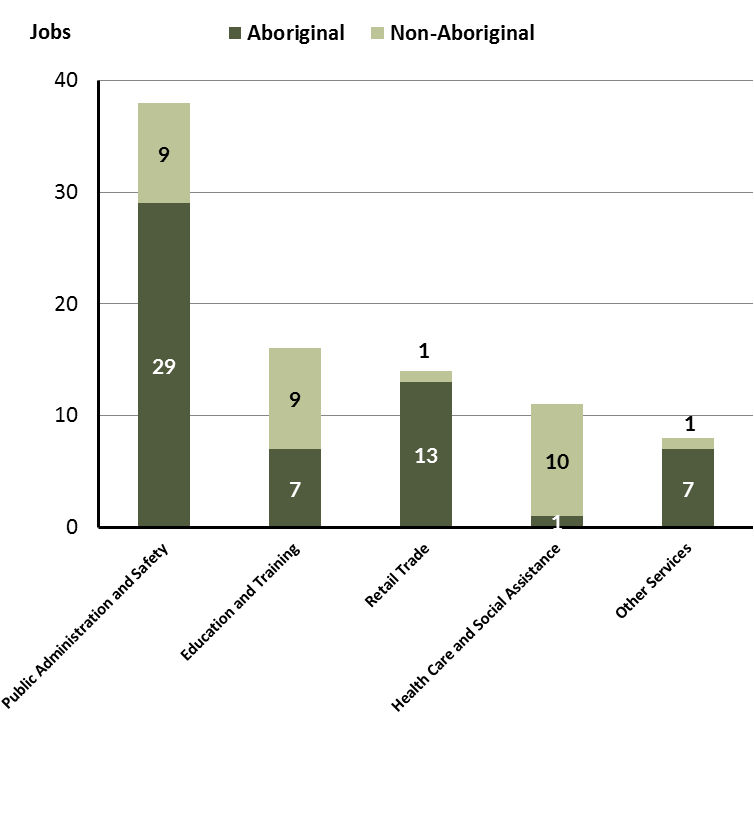 Jobs
Aboriginal Non-Aboriginal
40
30
20
10
0
9
29
9
7
1
13
10
1
1
7
Public Administration and Safety
Education and Training
Retail Trade
Health Care and Social Assistance
Other Services